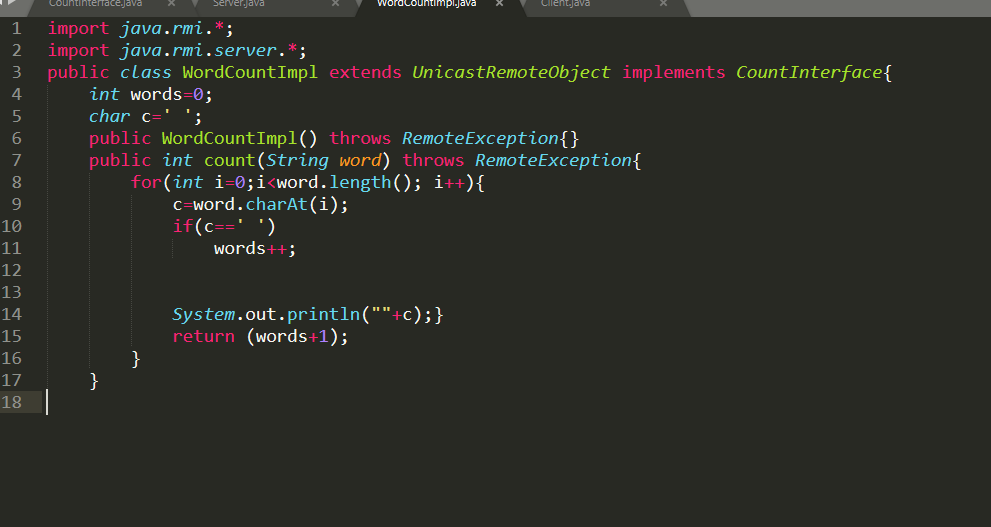 CountInterface.java × Server.java × WordCountImpl.java × Client.java ×
1 import java.rmi.*;
2 import java.rmi.server.*;
3 public class WordCountImpl extends UnicastRemoteObject implements CountInterface{
4 int words=0;
5 char c=' ';
6 public WordCountImpl() throws RemoteException{}
7 public int count(String word) throws RemoteException{
8 for(int i=0;i<word.length(); i++){
9 c=word.charAt(i);
10 if(c==' ')
11 words++;
12
13
14 System.out.println(""+c);}
15 return (words+1);
16 }
17 }
18